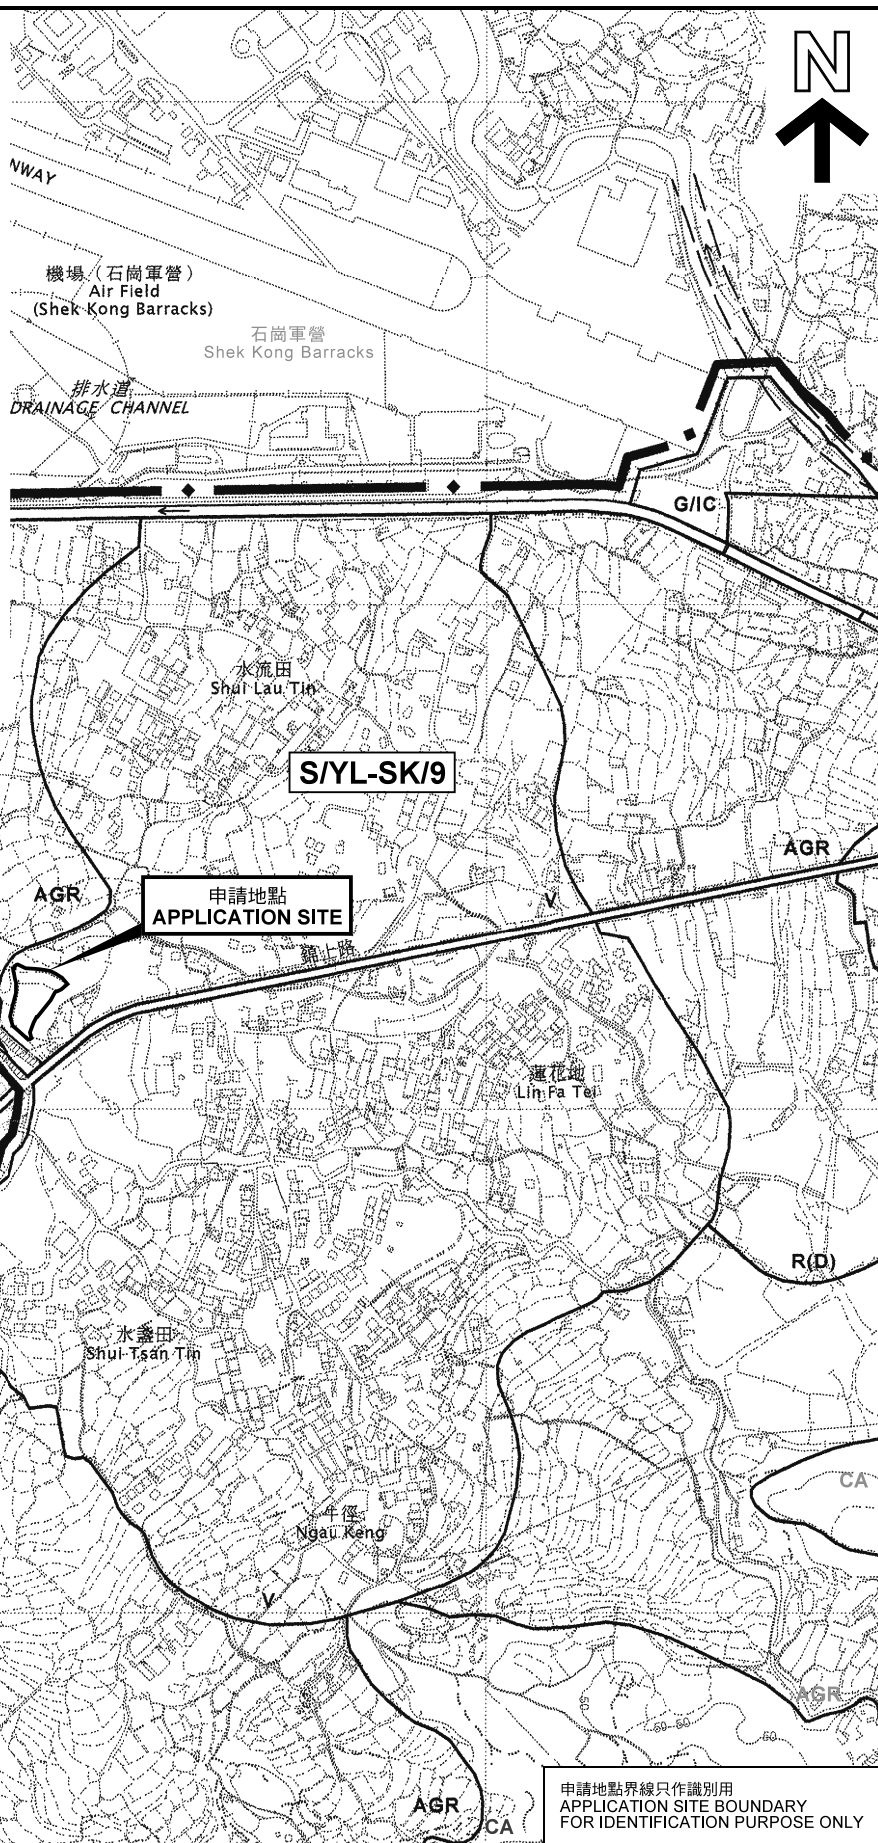 N
NWAY
機場（石崗軍營）
Air Field
(Shek Kong Barracks)
石崗軍營
Shek Kong Barracks
排水道
DRAINAGE CHANNEL
G/IC
水流田
Shui Lau Tin
S/YL-SK/9
AGR
AGR
申請地點
APPLICATION SITE
V
錦上路
蓮花地
Lin Fa Tei
R(D)
水盞田
Shui Tsan Tin
CA
牛徑
Ngau Keng
V
AGR
50
50
50
60
AGR
CA
申請地點界線只作識別用
APPLICATION SITE BOUNDARY
FOR IDENTIFICATION PURPOSE ONLY